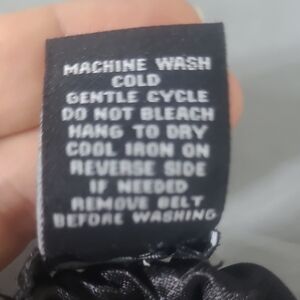 MACHINE WASH
COLD
GENTLE CYCLE
DO NOT BLEACH
HANG TO DRY
COOL IRON ON
REVERSE SIDE
IF NEEDED
REMOVE BELT
BEFORE WASHING